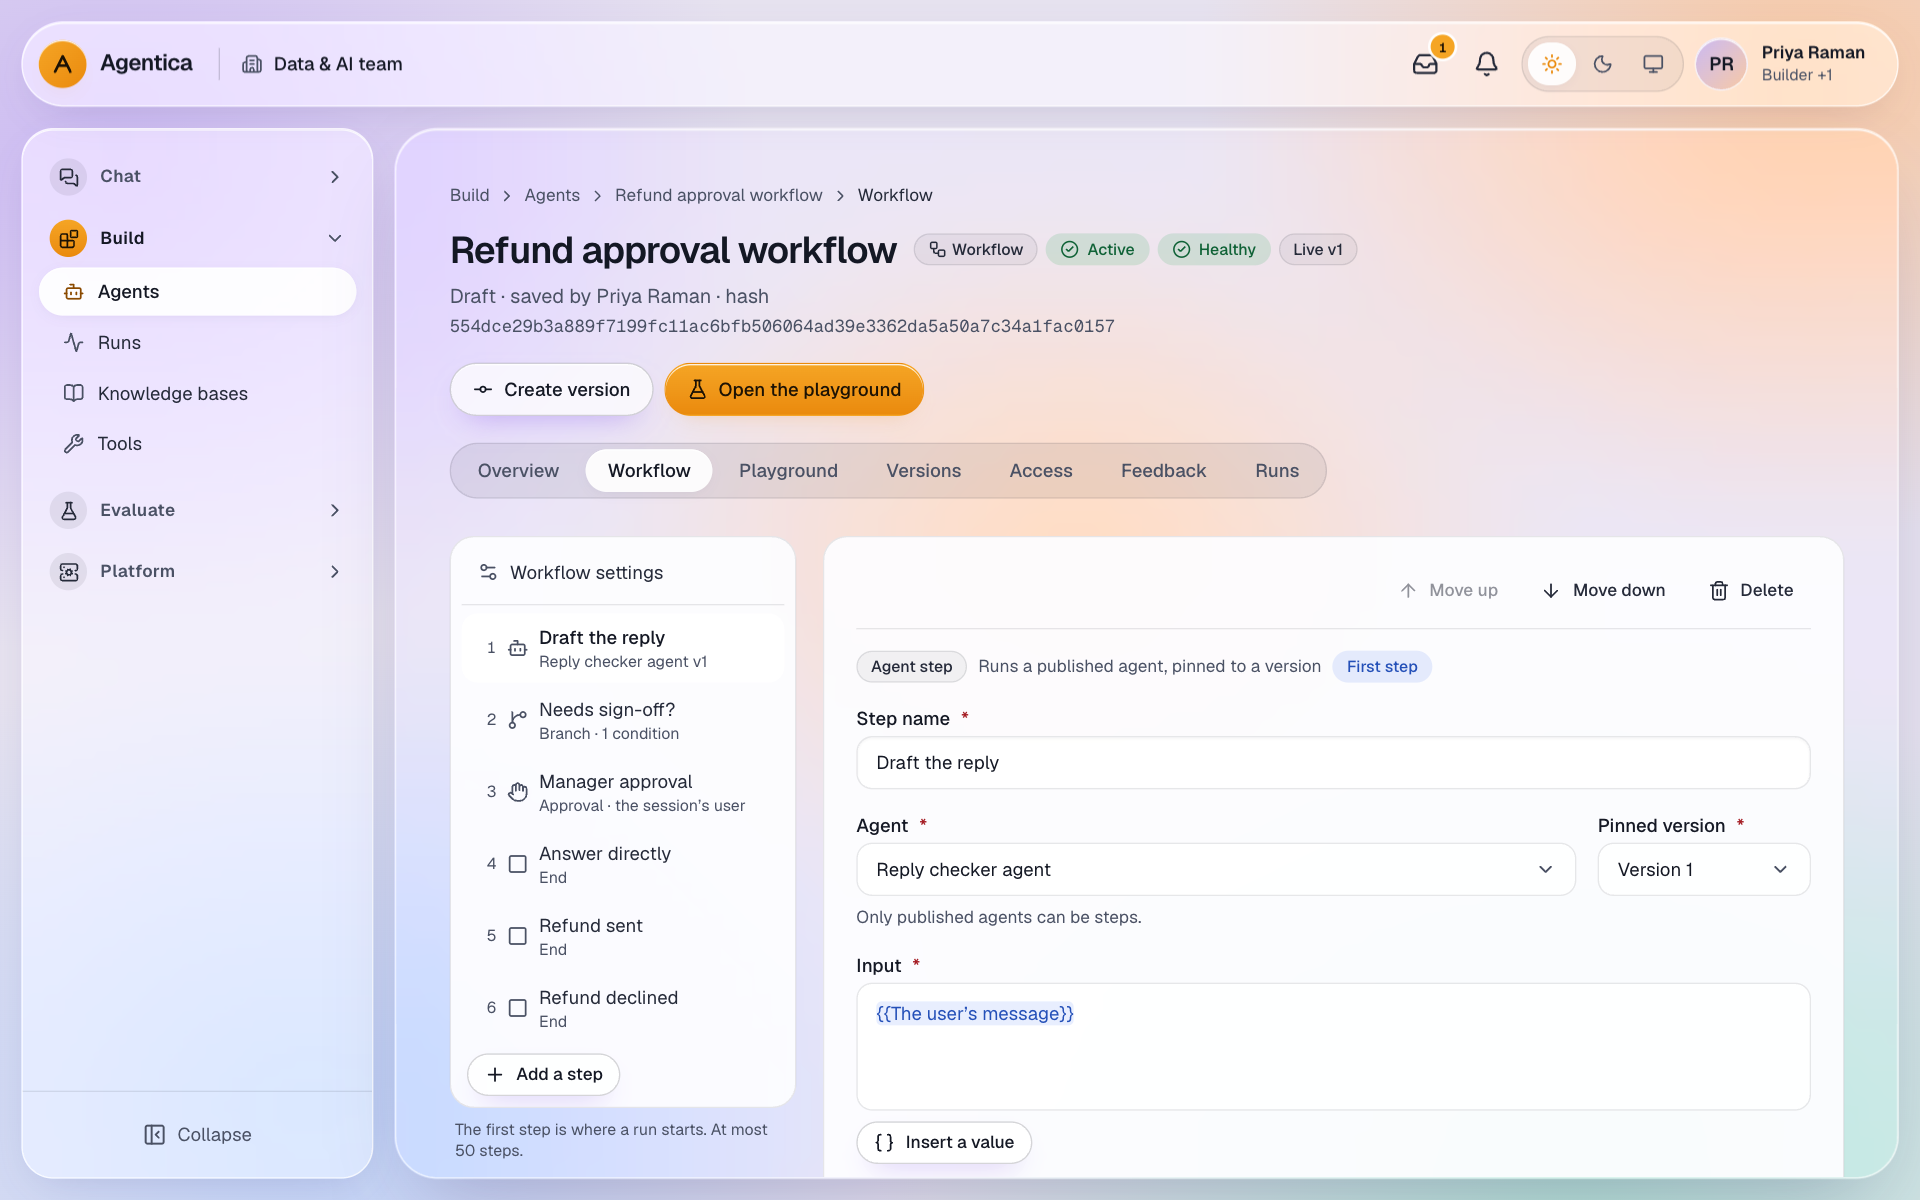 Agentica
Data & AI team
1
PR
Priya Raman
Builder +1
Chat
Build
Agents
Runs
Knowledge bases
Tools
Evaluate
Platform
Collapse
Build > Agents > Refund approval workflow > Workflow
Refund approval workflow
Workflow
Active
Healthy
Live v1
Draft · saved by Priya Raman · hash
554dce29b3a889f7199fc11ac6bfb506064ad39e3362da5a50a7c34a1fac0157
Create version
Open the playground
Overview
Workflow
Playground
Versions
Access
Feedback
Runs
Workflow settings
1
Draft the reply
Reply checker agent v1
2
Needs sign-off?
Branch · 1 condition
3
Manager approval
Approval · the session's user
4
Answer directly
End
5
Refund sent
End
6
Refund declined
End
Add a step
The first step is where a run starts. At most
50 steps.
Move up
Move down
Delete
Agent step
Runs a published agent, pinned to a version
First step
Step name *
Draft the reply
Agent *
Reply checker agent
Pinned version *
Version 1
Only published agents can be steps.
Input *
{{The user's message}}
{ } Insert a value